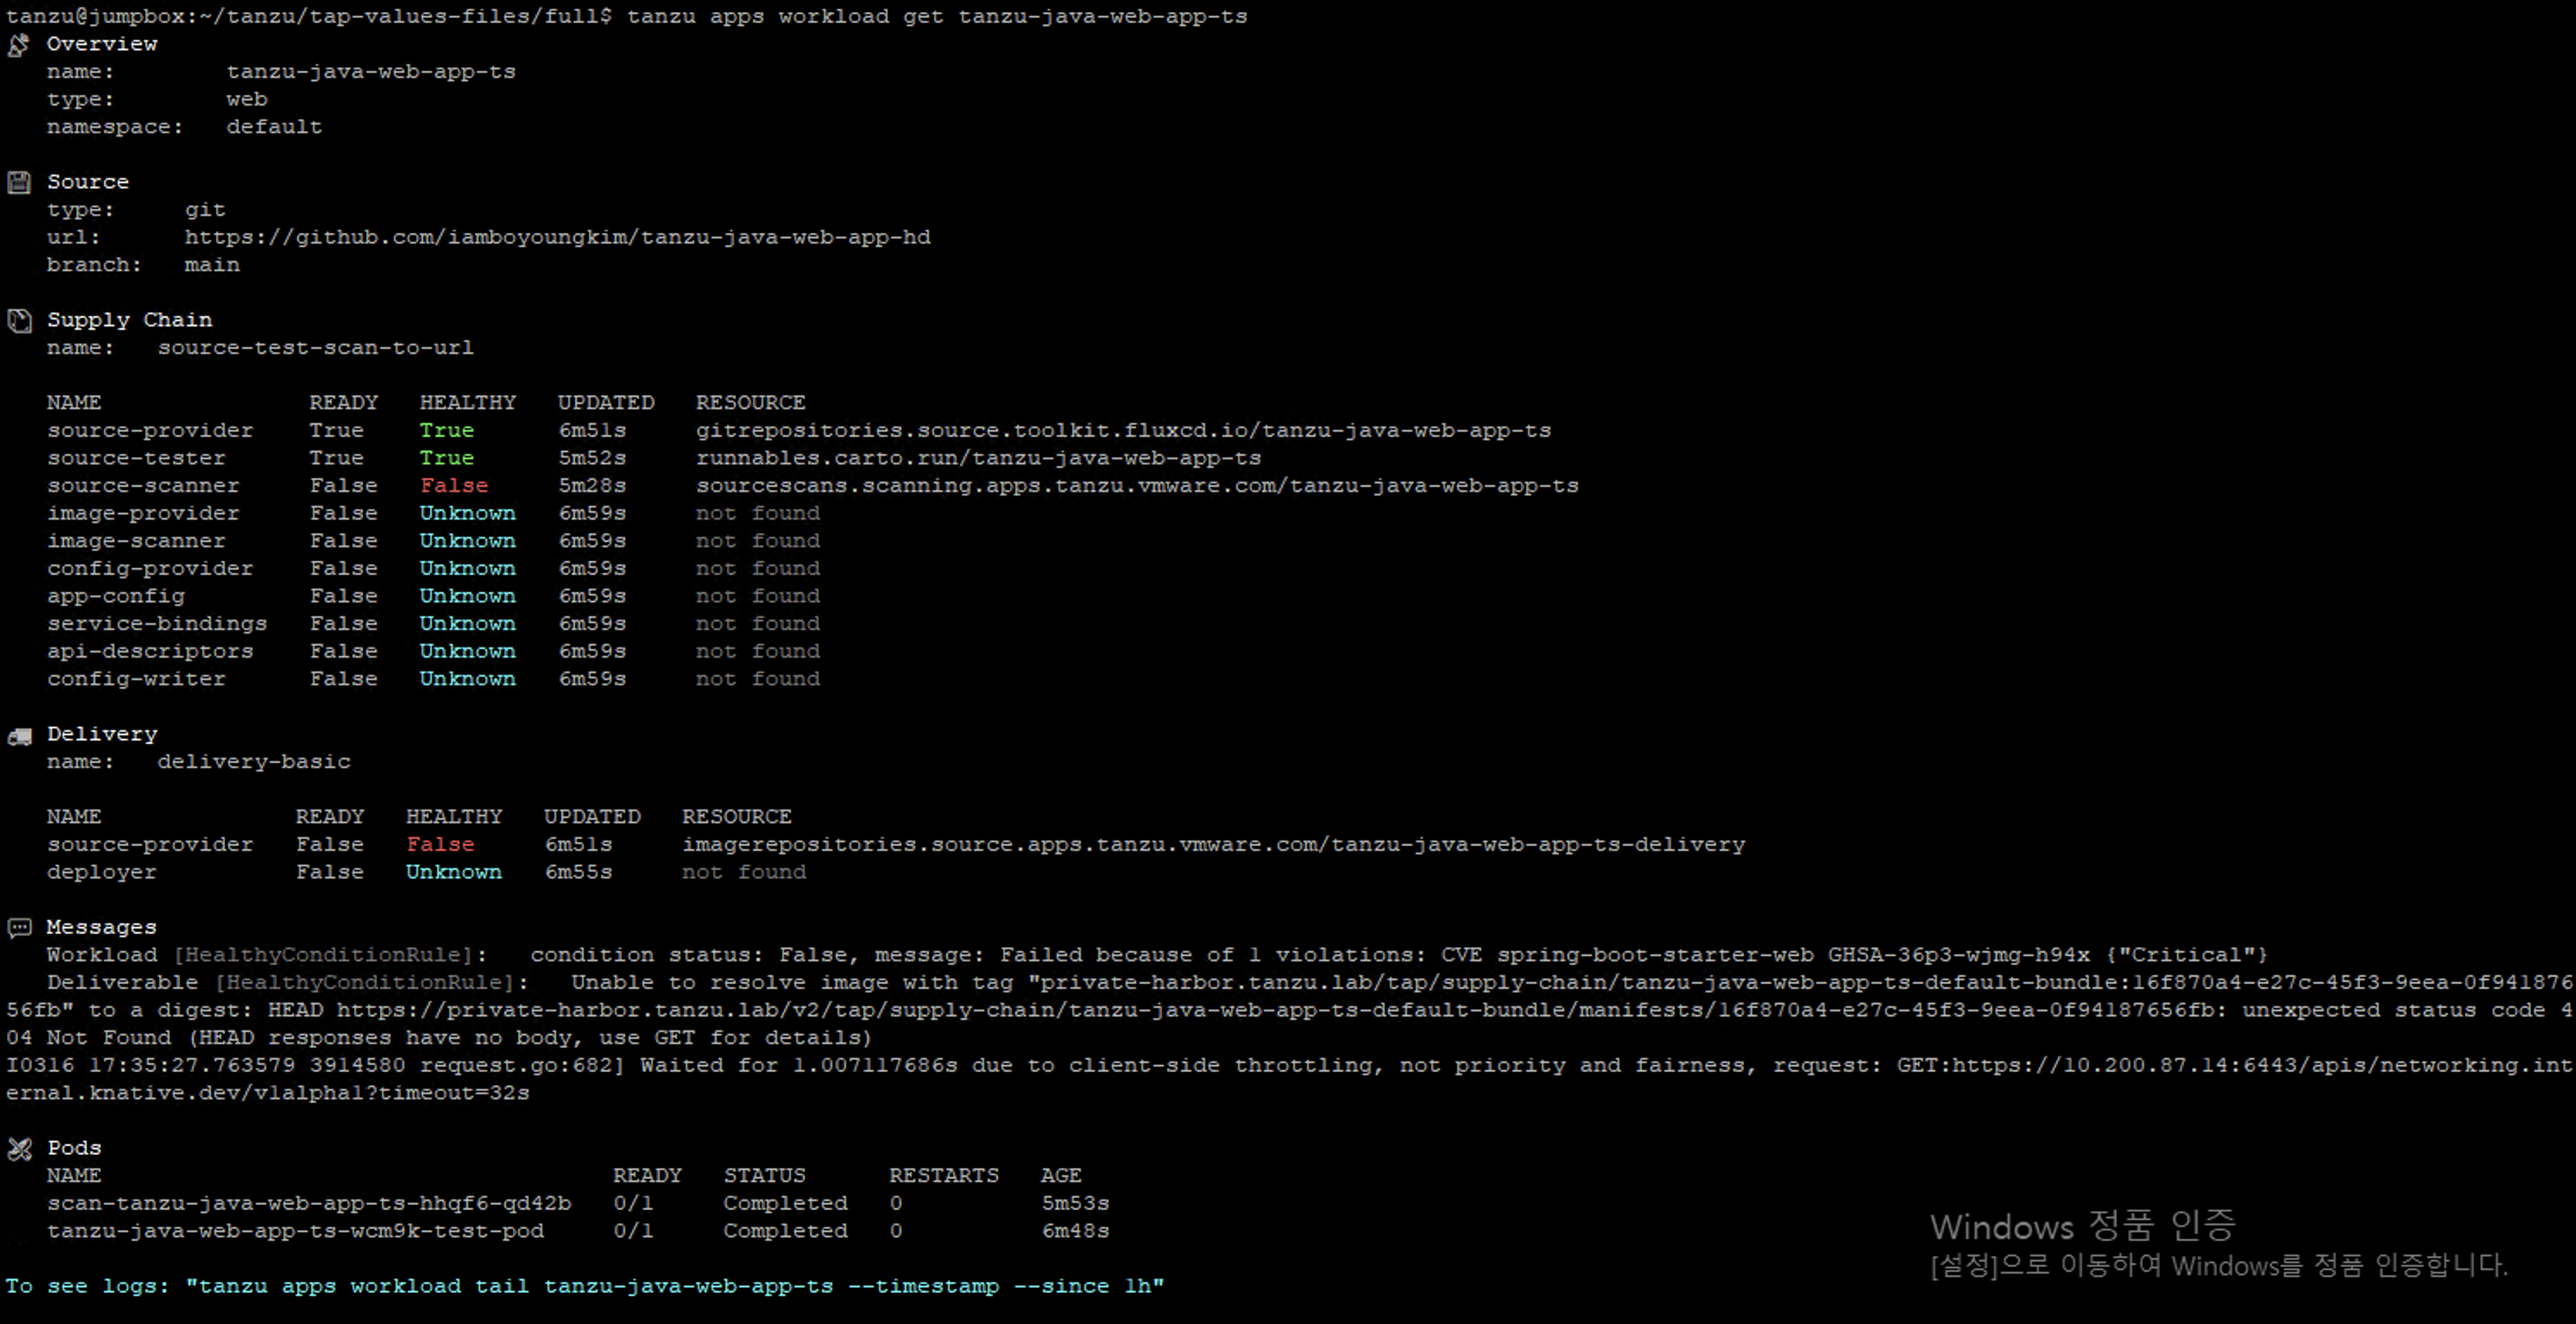 tanzu@jumpbox:~/tanzu/tap-values-files/full$ tanzu apps workload get tanzu-java-web-app-ts
Overview
name: tanzu-java-web-app-ts
type: web
namespace: default
Source
type: git
url: https://github.com/iamboyoungkim/tanzu-java-web-app-hd
branch: main
Supply Chain
name: source-test-scan-to-url
NAME READY HEALTHY UPDATED RESOURCE
source-provider True True 6m51s gitrepositories.source.toolkit.fluxcd.io/tanzu-java-web-app-ts
source-tester True True 5m52s runnables.carto.run/tanzu-java-web-app-ts
source-scanner False False 5m28s sourcescans.scanning.apps.tanzu.vmware.com/tanzu-java-web-app-ts
image-provider False Unknown 6m59s not found
image-scanner False Unknown 6m59s not found
config-provider False Unknown 6m59s not found
app-config False Unknown 6m59s not found
service-bindings False Unknown 6m59s not found
api-descriptors False Unknown 6m59s not found
config-writer False Unknown 6m59s not found
Delivery
name: delivery-basic
NAME READY HEALTHY UPDATED RESOURCE
source-provider False False 6m51s imagerepositories.source.apps.tanzu.vmware.com/tanzu-java-web-app-ts-delivery
deployer False Unknown 6m55s not found
Messages
Workload [HealthyConditionRule]: condition status: False, message: Failed because of 1 violations: CVE spring-boot-starter-web GHSA-36p3-wjmg-h94x {"Critical"}
Deliverable [HealthyConditionRule]: Unable to resolve image with tag "private-harbor.tanzu.lab/tap/supply-chain/tanzu-java-web-app-ts-default-bundle:16f870a4-e27c-45f3-9eea-0f941876
56fb" to a digest: HEAD https://private-harbor.tanzu.lab/v2/tap/supply-chain/tanzu-java-web-app-ts-default-bundle/manifests/16f870a4-e27c-45f3-9eea-0f94187656fb: unexpected status code 4
04 Not Found (HEAD responses have no body, use GET for details)
I0316 17:35:27.763579 3914580 request.go:682] Waited for 1.007117686s due to client-side throttling, not priority and fairness, request: GET:https://10.200.87.14:6443/apis/networking.int
ernal.knative.dev/v1alpha1?timeout=32s
Pods
NAME READY STATUS RESTARTS AGE
scan-tanzu-java-web-app-ts-hhqf6-qd42b 0/1 Completed 0 5m53s
tanzu-java-web-app-ts-wcm9k-test-pod 0/1 Completed 0 6m48s
Windows 정품 인증
[설정]으로 이동하여 Windows를 정품 인증합니다.
To see logs: "tanzu apps workload tail tanzu-java-web-app-ts --timestamp --since 1h"